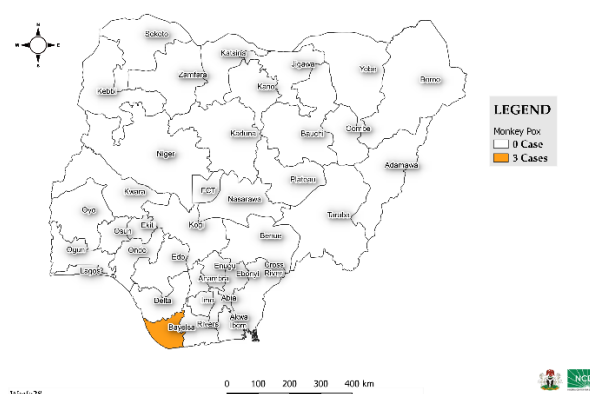 N
W E
S
Sokoto
Katsina
Jigawa
Yobe
Borno
Zamfara
Kano
Kebbi
Kaduna
Bauchi
Gombe
Niger
Adamawa
Plateau
FCT
Kwara
Nasarawa
Taraba
Oyo
Kogi
Ekiti
Osun
Benue
Ogun
Ondo
Edo
Lagos
Enugu
Cross
Anambra
Ebonyi
River
Delta
Imo
Abia
Bayelsa
Rivers
Akwa
Ibom
LEGEND
Monkey Pox
0 Case
3 Cases
0 100 200 300 400 km